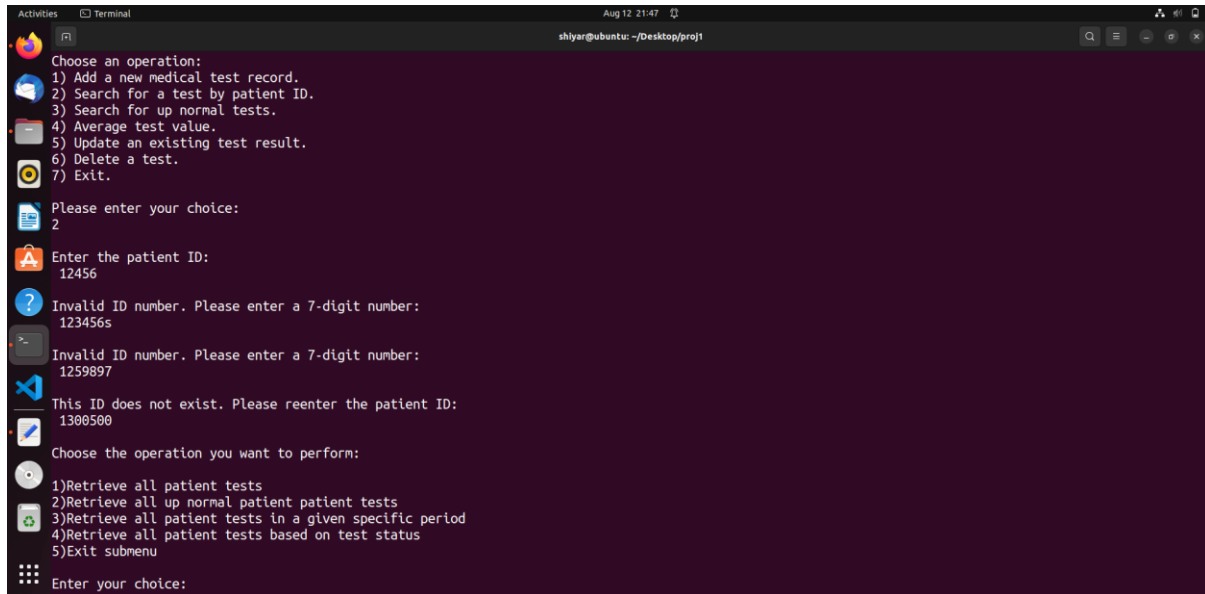 Activities Terminal Aug 12 21:47
shiyar@ubuntu: ~/Desktop/proj1
Choose an operation:
1) Add a new medical test record.
2) Search for a test by patient ID.
3) Search for up normal tests.
4) Average test value.
5) Update an existing test result.
6) Delete a test.
7) Exit.
Please enter your choice:
2
Enter the patient ID:
12456
Invalid ID number. Please enter a 7-digit number:
123456s
Invalid ID number. Please enter a 7-digit number:
1259897
This ID does not exist. Please reenter the patient ID:
1300500
Choose the operation you want to perform:
1)Retrieve all patient tests
2)Retrieve all up normal patient patient tests
3)Retrieve all patient tests in a given specific period
4)Retrieve all patient tests based on test status
5)Exit submenu
Enter your choice: